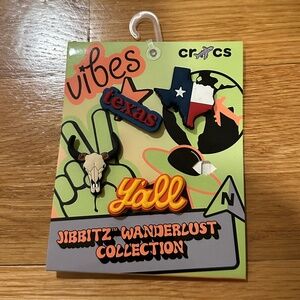 vibes
crocs
texas
y'all
N
JIBBITZ™ WANDERLUST
COLLECTION